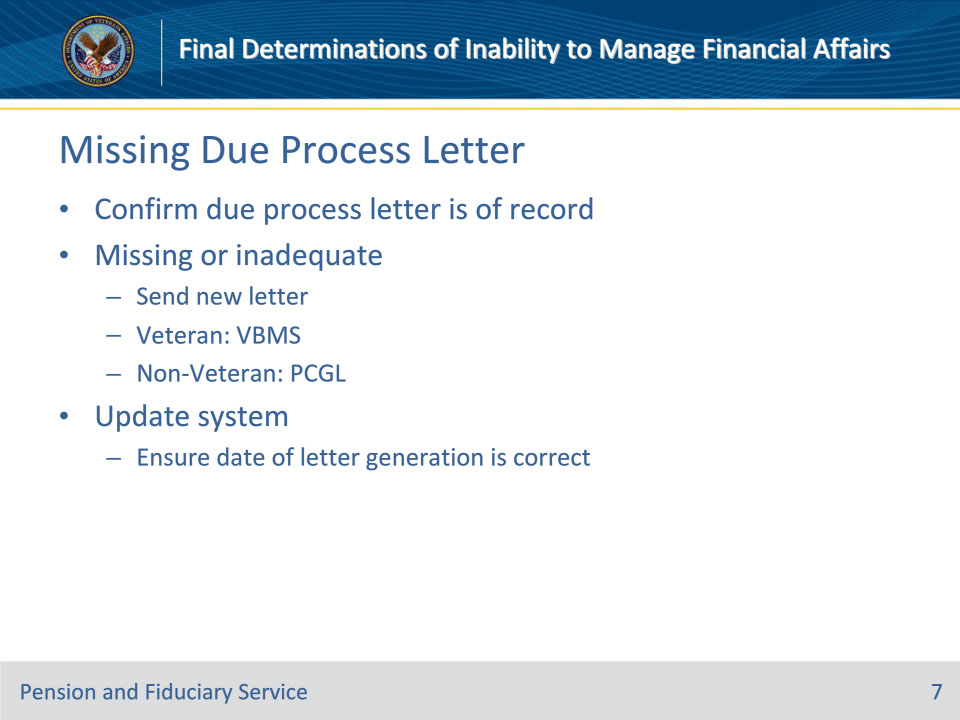 Final Determinations of Inability to Manage Financial Affairs
Missing Due Process Letter
• Confirm due process letter is of record
• Missing or inadequate
– Send new letter
– Veteran: VBMS
– Non-Veteran: PCGL
• Update system
– Ensure date of letter generation is correct
Pension and Fiduciary Service
7